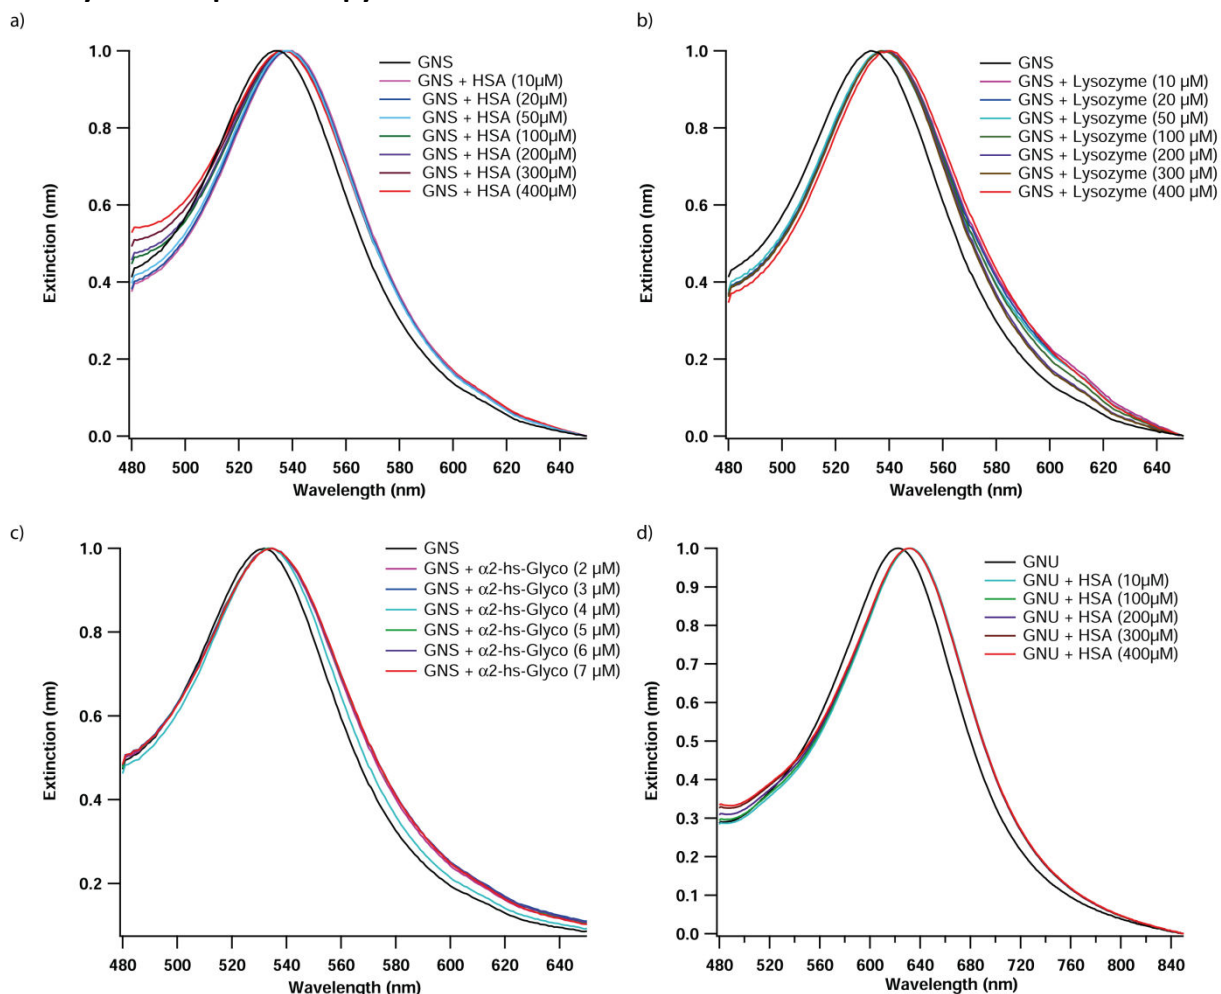 a)
1.0
0.8
0.6
0.4
0.2
0.0
Extinction (nm)
480 500 520 540 560 580 600 620 640
Wavelength (nm)
GNS
GNS + HSA (10μM)
GNS + HSA (20μM)
GNS + HSA (50μM)
GNS + HSA (100μM)
GNS + HSA (200μM)
GNS + HSA (300μM)
GNS + HSA (400μM)
b)
1.0
0.8
0.6
0.4
0.2
0.0
Extinction (nm)
480 500 520 540 560 580 600 620 640
Wavelength (nm)
GNS
GNS + Lysozyme (10 μM)
GNS + Lysozyme (20 μM)
GNS + Lysozyme (50 μM)
GNS + Lysozyme (100 μM)
GNS + Lysozyme (200 μM)
GNS + Lysozyme (300 μM)
GNS + Lysozyme (400 μM)
c)
1.0
0.8
0.6
0.4
0.2
Extinction (nm)
480 500 520 540 560 580 600 620 640
Wavelength (nm)
GNS
GNS + α2-hs-Glyco (2 μM)
GNS + α2-hs-Glyco (3 μM)
GNS + α2-hs-Glyco (4 μM)
GNS + α2-hs-Glyco (5 μM)
GNS + α2-hs-Glyco (6 μM)
GNS + α2-hs-Glyco (7 μM)
d)
1.0
0.9
0.8
0.7
0.6
0.5
0.4
0.3
0.2
0.1
0.0
Extinction (nm)
480 520 560 600 640 680 720 760 800 840
Wavelength (nm)
GNU
GNU + HSA (10μM)
GNU + HSA (100μM)
GNU + HSA (200μM)
GNU + HSA (300μM)
GNU + HSA (400μM)